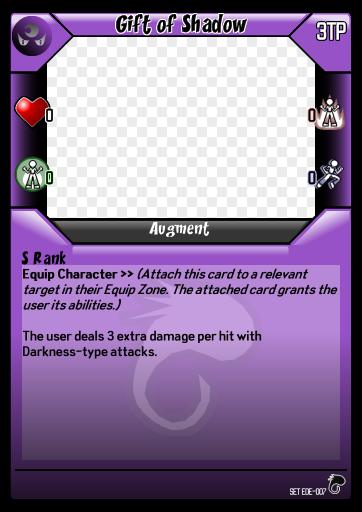 Gift of Shadow
3TP
0
0
0
0
Augment
S Rank
Equip Character >> (Attach this card to a relevant
target in their Equip Zone. The attached card grants the
user its abilities.)
The user deals 3 extra damage per hit with
Darkness-type attacks.
SET EDE-007